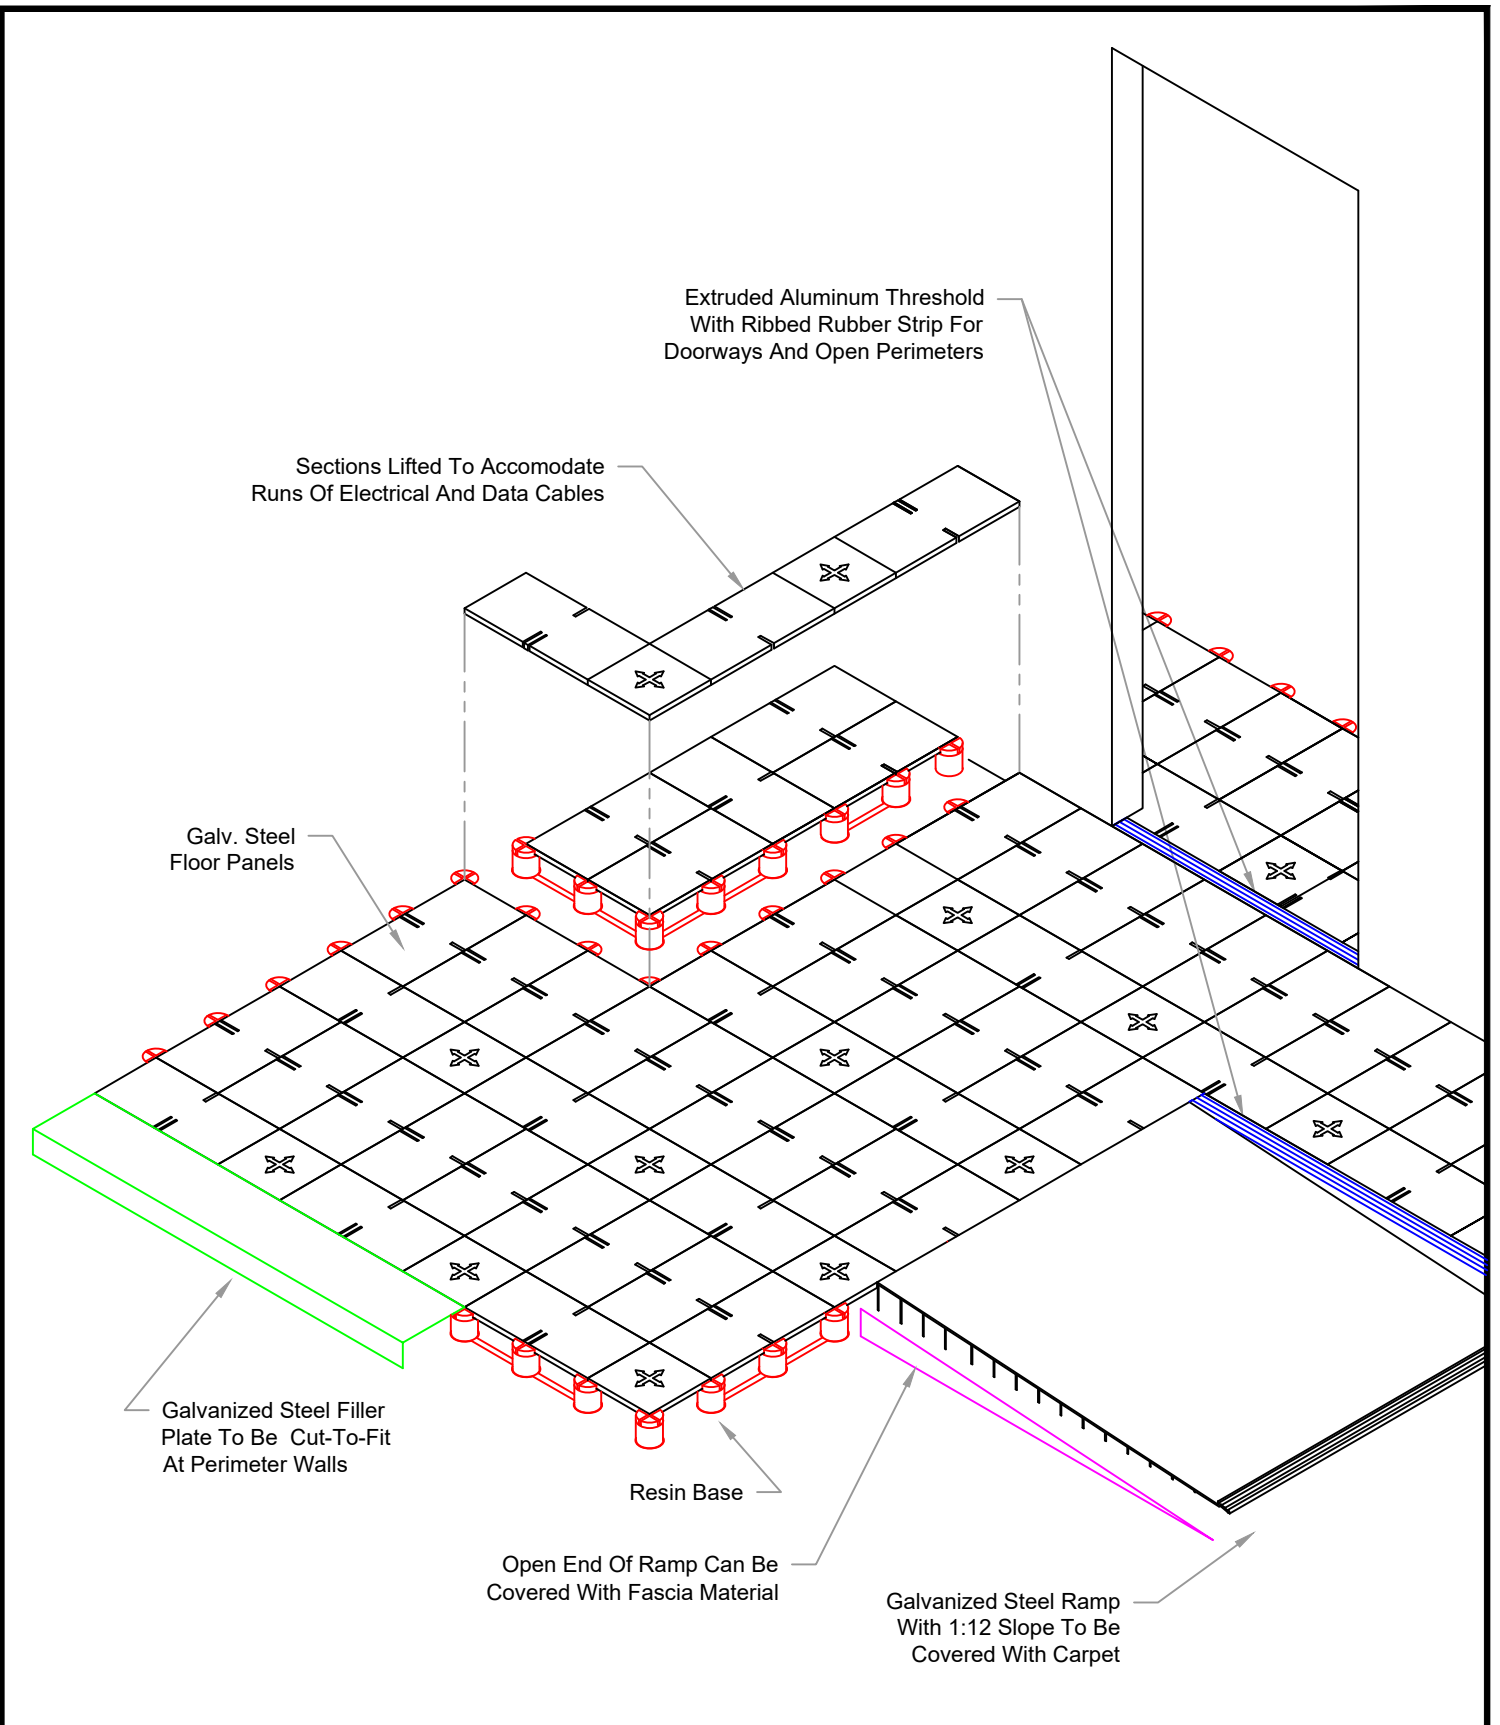 Extruded Aluminum Threshold
With Ribbed Rubber Strip For
Doorways And Open Perimeters
Sections Lifted To Accomodate
Runs Of Electrical And Data Cables
Galv. Steel
Floor Panels
Galvanized Steel Filler
Plate To Be  Cut-To-Fit
At Perimeter Walls
Resin Base
Open End Of Ramp Can Be
Covered With Fascia Material
Galvanized Steel Ramp
With 1:12 Slope To Be
Covered With Carpet